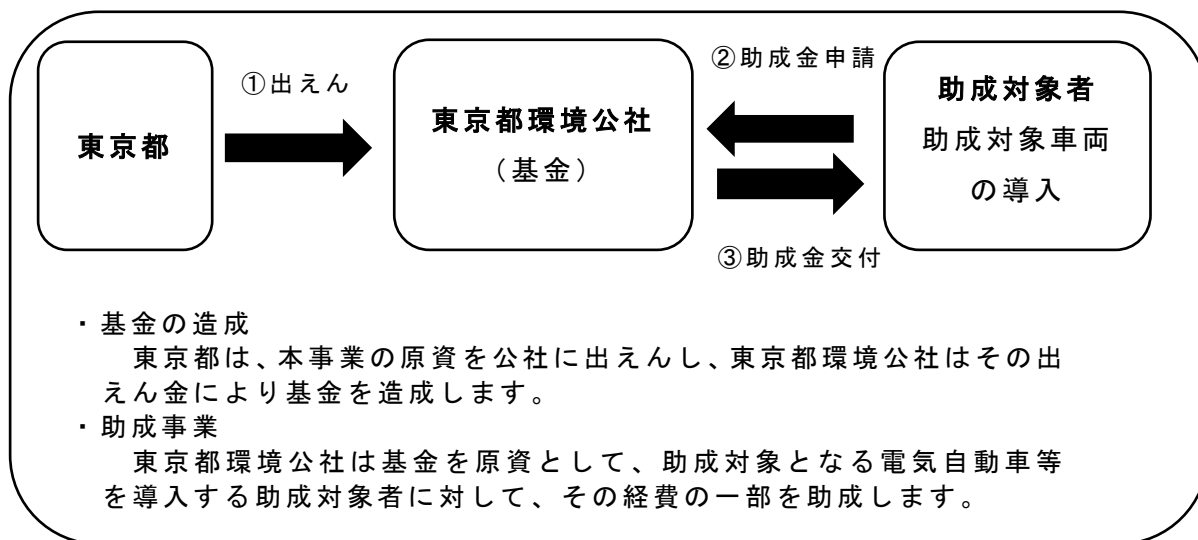 東京都
①出えん
東京都環境公社
（基金）
②助成金申請
③助成金交付
助成対象者
助成対象車両
の導入
・基金の造成
東京都は、本事業の原資を公社に出えんし、東京都環境公社はその出
えん金により基金を造成します。
・助成事業
東京都環境公社は基金を原資として、助成対象となる電気自動車等
を導入する助成対象者に対して、その経費の一部を助成します。